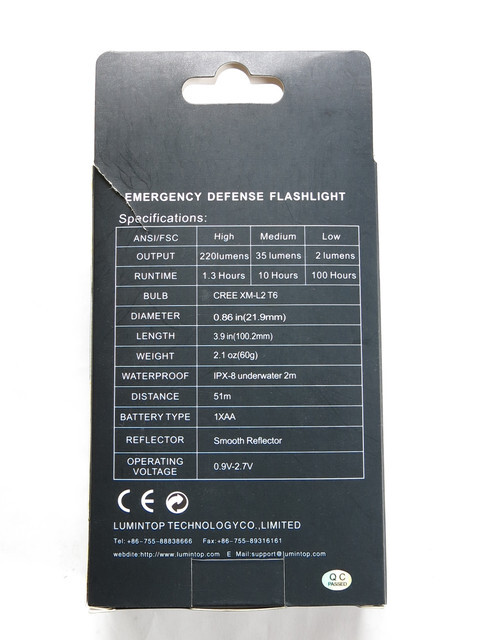 EMERGENCY DEFENSE FLASHLIGHT
Specifications:
ANSI/FSC High Medium Low
OUTPUT 220lumens 35 lumens 2 lumens
RUNTIME 1.3 Hours 10 Hours 100 Hours
BULB CREE XM-L2 T6
DIAMETER 0.86 in(21.9mm)
LENGTH 3.9 in(100.2mm)
WEIGHT 2.1 oz(60g)
WATERPROOF IPX-8 underwater 2m
DISTANCE 51m
BATTERY TYPE 1XAA
REFLECTOR Smooth Reflector
OPERATING VOLTAGE 0.9V-2.7V
CE
LUMINTOP TECHNOLOGYCO.,LIMITED
Tel:+86-755-88838666 Fax:+86-755-89316161
webdite:http://www.lumintop.com E Mail:support@lumintop.com
QC
PASSED